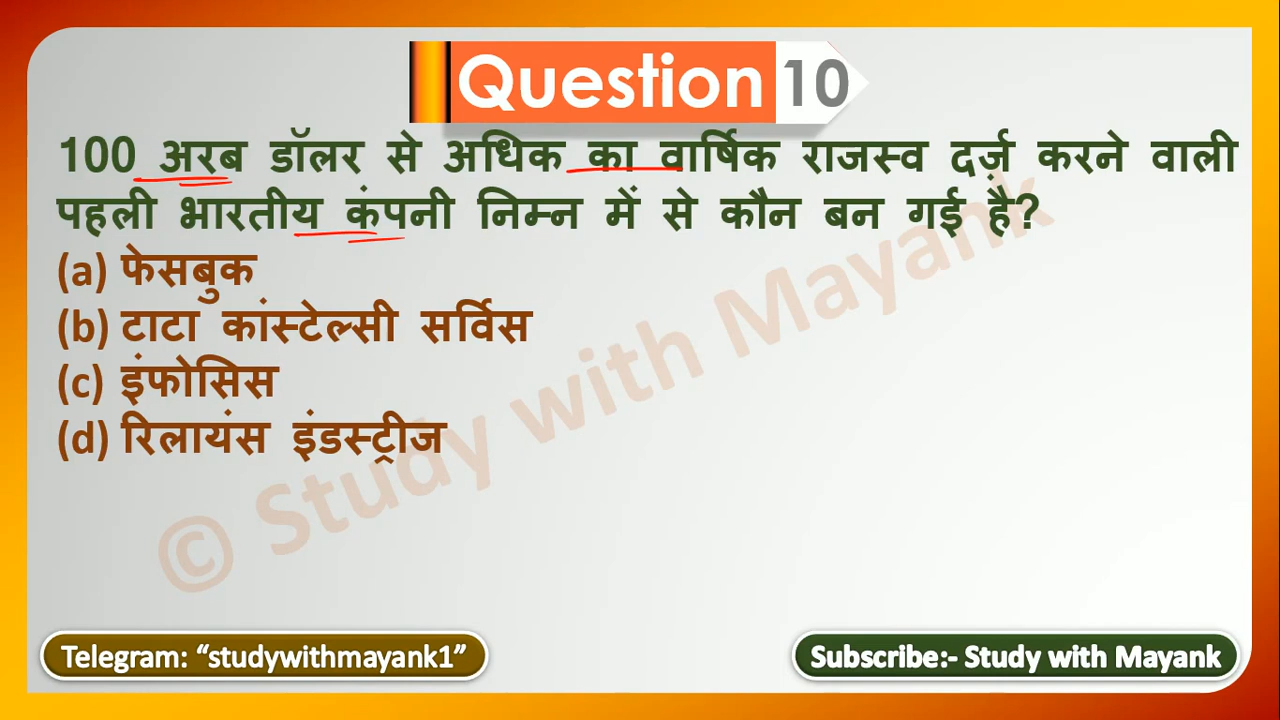 Question 10
100 अरब डॉलर से अधिक का वार्षिक राजस्व दर्ज़ करने वाली
पहली भारतीय कंपनी निम्न में से कौन बन गई है?
(a) फेसबुक
(b) टाटा कांस्टेल्सी सर्विस
(c) इंफोसिस
(d) रिलायंस इंडस्ट्रीज
© Study with Mayank
Telegram: “studywithmayank1”
Subscribe:- Study with Mayank